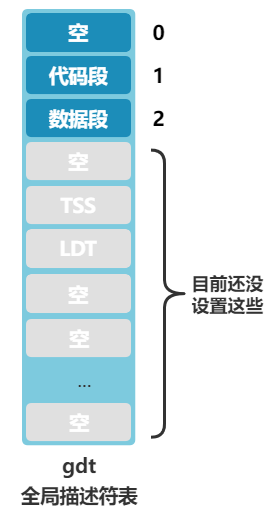 空 0
代码段 1
数据段 2
空
TSS
LDT
空
空
...
空
目前还没
设置这些
gdt
全局描述符表